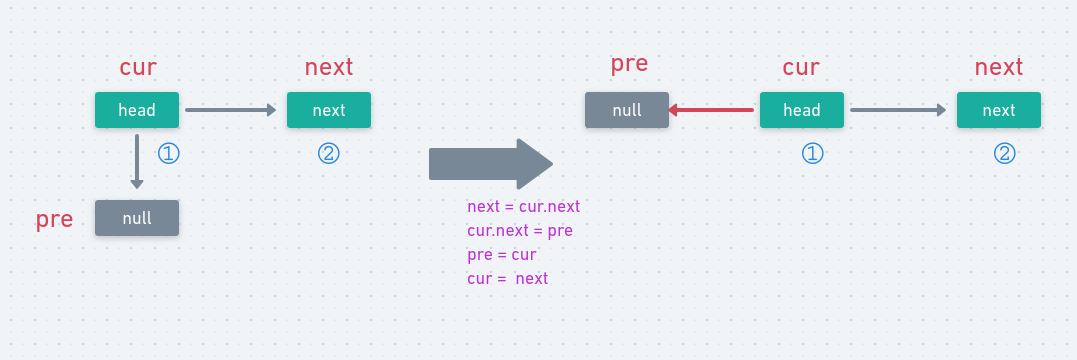 cur next
head next
① ②
pre null
next = cur.next
cur.next = pre
pre = cur
cur = next
pre cur next
null head next
① ②